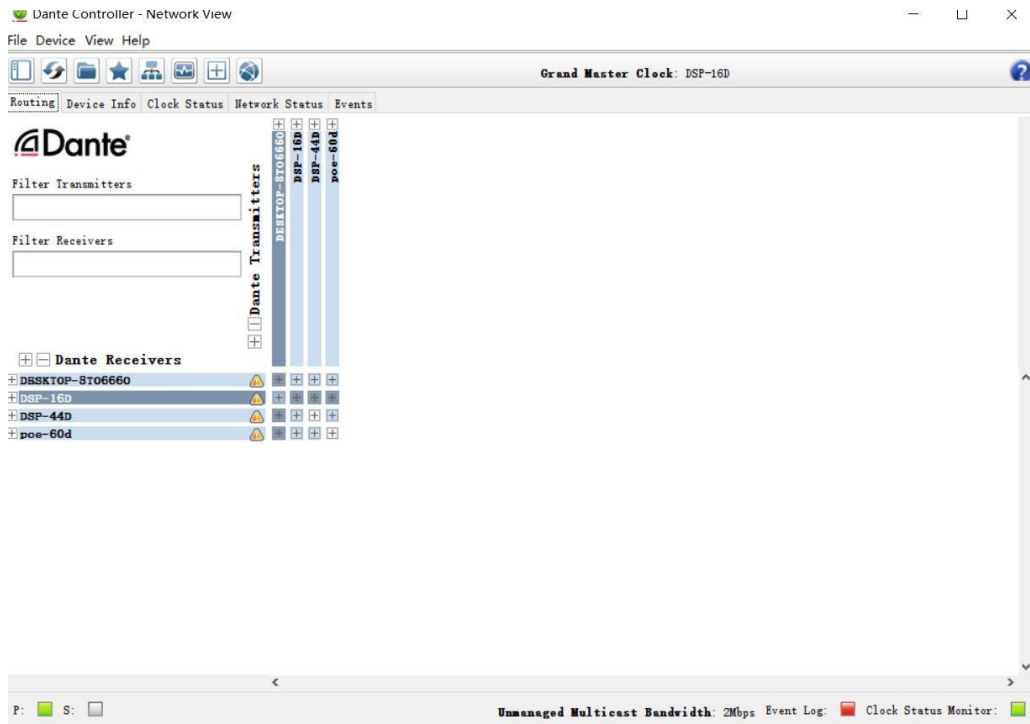 Dante Controller - Network View
File Device View Help
Grand Master Clock: DSP-16D
Routing Device Info Clock Status Network Status Events
Dante®
Filter Transmitters
Filter Receivers
Dante Transmitters
DESKTOP-ST0666O
DSP-16D
DSP-44D
poe-60d
Dante Receivers
DESKTOP-ST0666O
DSP-16D
DSP-44D
poe-60d
P: S: Unmanaged Multicast Bandwidth: 2Mbps Event Log: Clock Status Monitor: